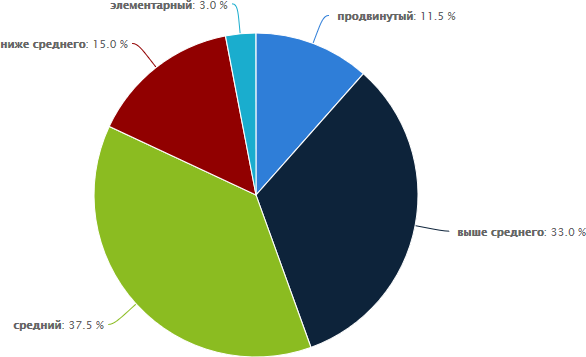 элементарный: 3.0 %
продвинутый: 11.5 %
ниже среднего: 15.0 %
выше среднего: 33.0 %
средний: 37.5 %